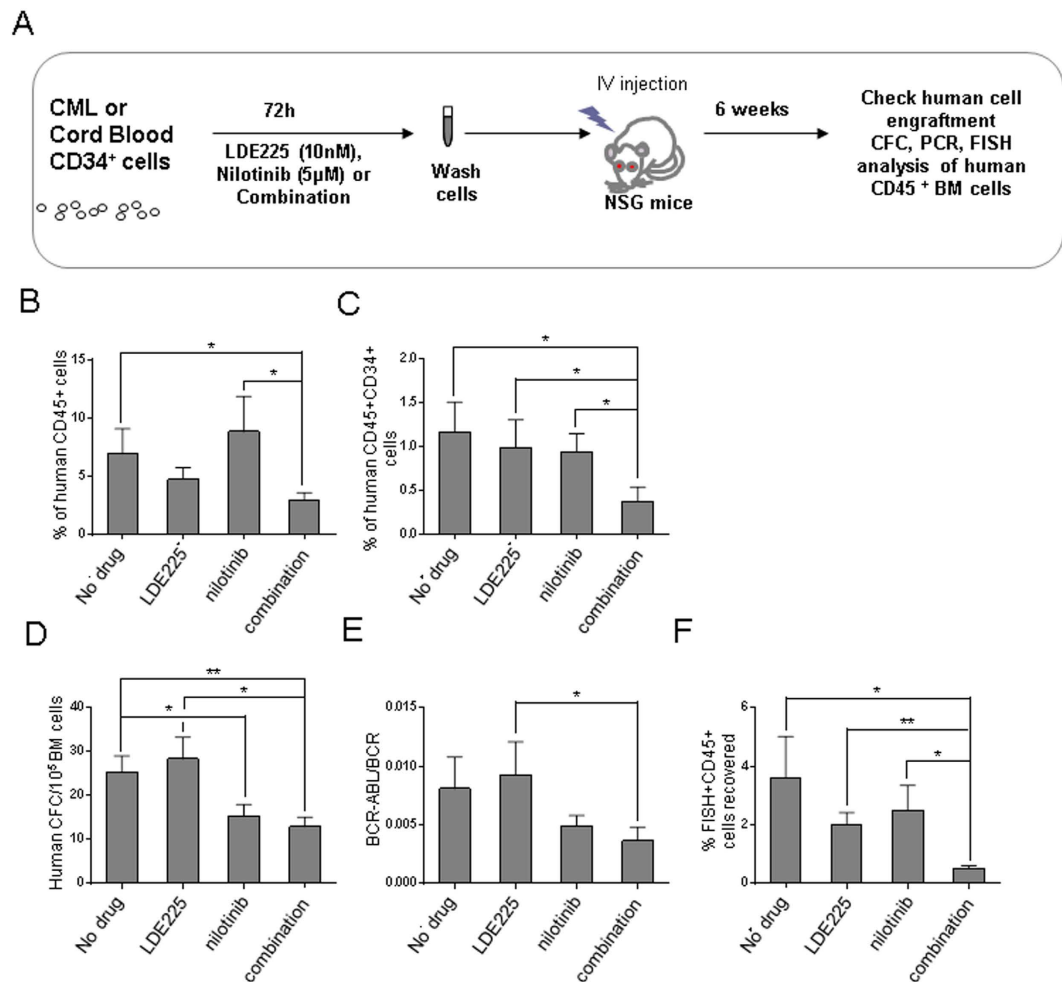 A
CML or
Cord Blood
CD34+ cells
72h
LDE225 (10nM),
Nilotinib (5µM) or
Combination
Wash
cells
IV injection
NSG mice
6 weeks
Check human cell
engraftment
CFC, PCR, FISH
analysis of human
CD45 + BM cells
B
% of human CD45+ cells
15
10
5
0
*
*
No drug
LDE225
nilotinib
combination
C
% of human CD45+CD34+
cells
2.0
1.5
1.0
0.5
0.0
*
*
*
No drug
LDE225
nilotinib
combination
D
Human CFC/10⁵ BM cells
40
30
20
10
0
**
*
*
No drug
LDE225
nilotinib
combination
E
BCR-ABL/BCR
0.015
0.010
0.005
0.000
*
No drug
LDE225
nilotinib
combination
F
% FISH+CD45+
cells recovered
6
4
2
0
*
**
*
No drug
LDE225
nilotinib
combination